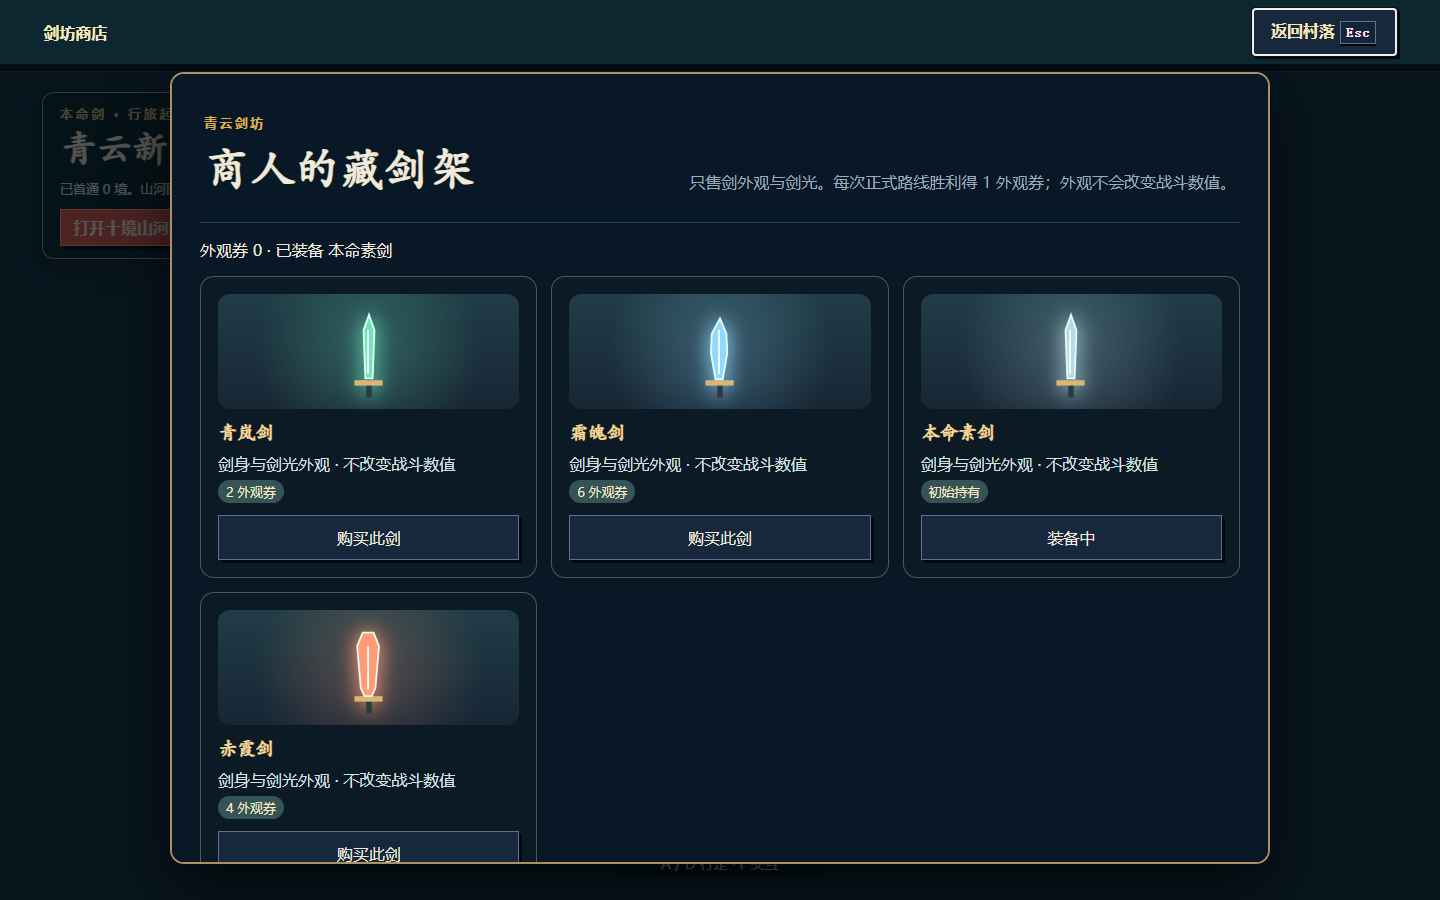 剑坊商店
返回村落 Esc
本命剑 · 行旅起
青云新
已首通 0 境。山河
打开十境山河
青云剑坊
商人的藏剑架
只售剑外观与剑光。每次正式路线胜利得 1 外观券；外观不会改变战斗数值。
外观券 0 · 已装备 本命素剑
青岚剑
剑身与剑光外观 · 不改变战斗数值
2 外观券
购买此剑
霜魄剑
剑身与剑光外观 · 不改变战斗数值
6 外观券
购买此剑
本命素剑
剑身与剑光外观 · 不改变战斗数值
初始持有
装备中
赤霞剑
剑身与剑光外观 · 不改变战斗数值
4 外观券
购买此剑